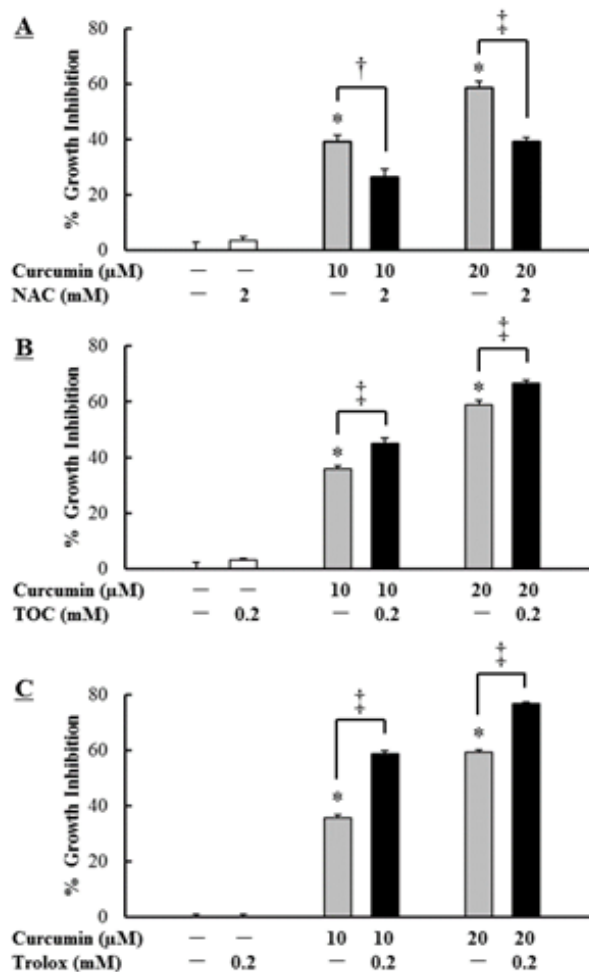 A
80
60
40
20
0
% Growth Inhibition
†
‡
* *
Curcumin (µM) — — 10 10 20 20
NAC (mM) — 2 — 2 — 2
B
80
60
40
20
0
% Growth Inhibition
‡
‡
* *
Curcumin (µM) — — 10 10 20 20
TOC (mM) — 0.2 — 0.2 — 0.2
C
80
60
40
20
0
% Growth Inhibition
‡
‡
* *
Curcumin (µM) — — 10 10 20 20
Trolox (mM) — 0.2 — 0.2 — 0.2